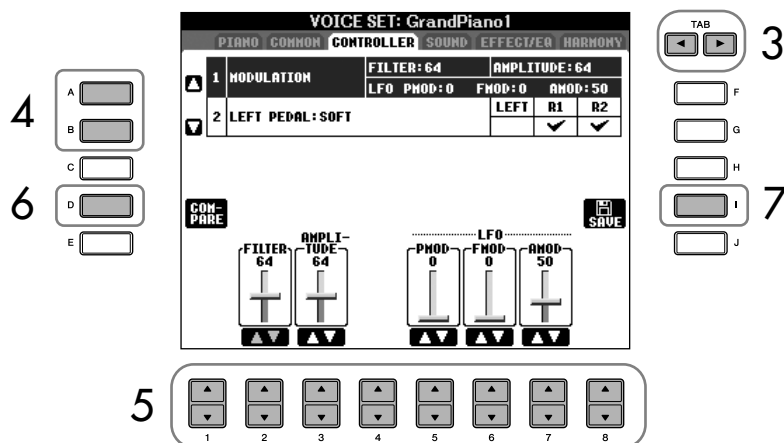 VOICE SET: GrandPiano1
PIANO COMMON CONTROLLER SOUND EFFECT/EQ HARMONY
TAB
3
1 MODULATION FILTER:64 AMPLITUDE:64
LFO PMOD:0 FMOD:0 AMOD:50
2 LEFT PEDAL:SOFT LEFT R1 R2
4
A
B
C
6
D
E
F
G
H
I
7
J
COM-
PARE
SAVE
FILTER
64
AMPLI-
TUDE
64
LFO
PMOD
0
FMOD
0
AMOD
50
5
1 2 3 4 5 6 7 8